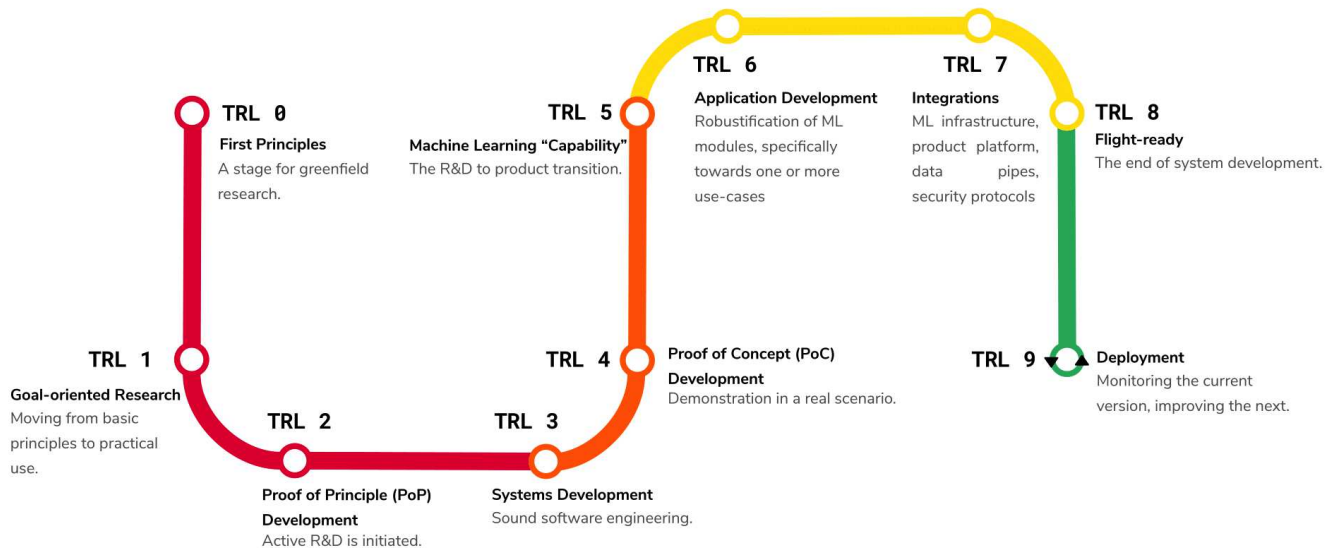 TRL 0
First Principles
A stage for greenfield
research.
TRL 1
Goal-oriented Research
Moving from basic
principles to practical
use.
TRL 2
Proof of Principle (PoP)
Development
Active R&D is initiated.
TRL 3
Systems Development
Sound software engineering.
TRL 4
Proof of Concept (PoC)
Development
Demonstration in a real scenario.
TRL 5
Machine Learning “Capability”
The R&D to product transition.
TRL 6
Application Development
Robustification of ML
modules, specifically
towards one or more
use-cases
TRL 7
Integrations
ML infrastructure,
product platform,
data pipes,
security protocols
TRL 8
Flight-ready
The end of system development.
TRL 9
Deployment
Monitoring the current
version, improving the next.